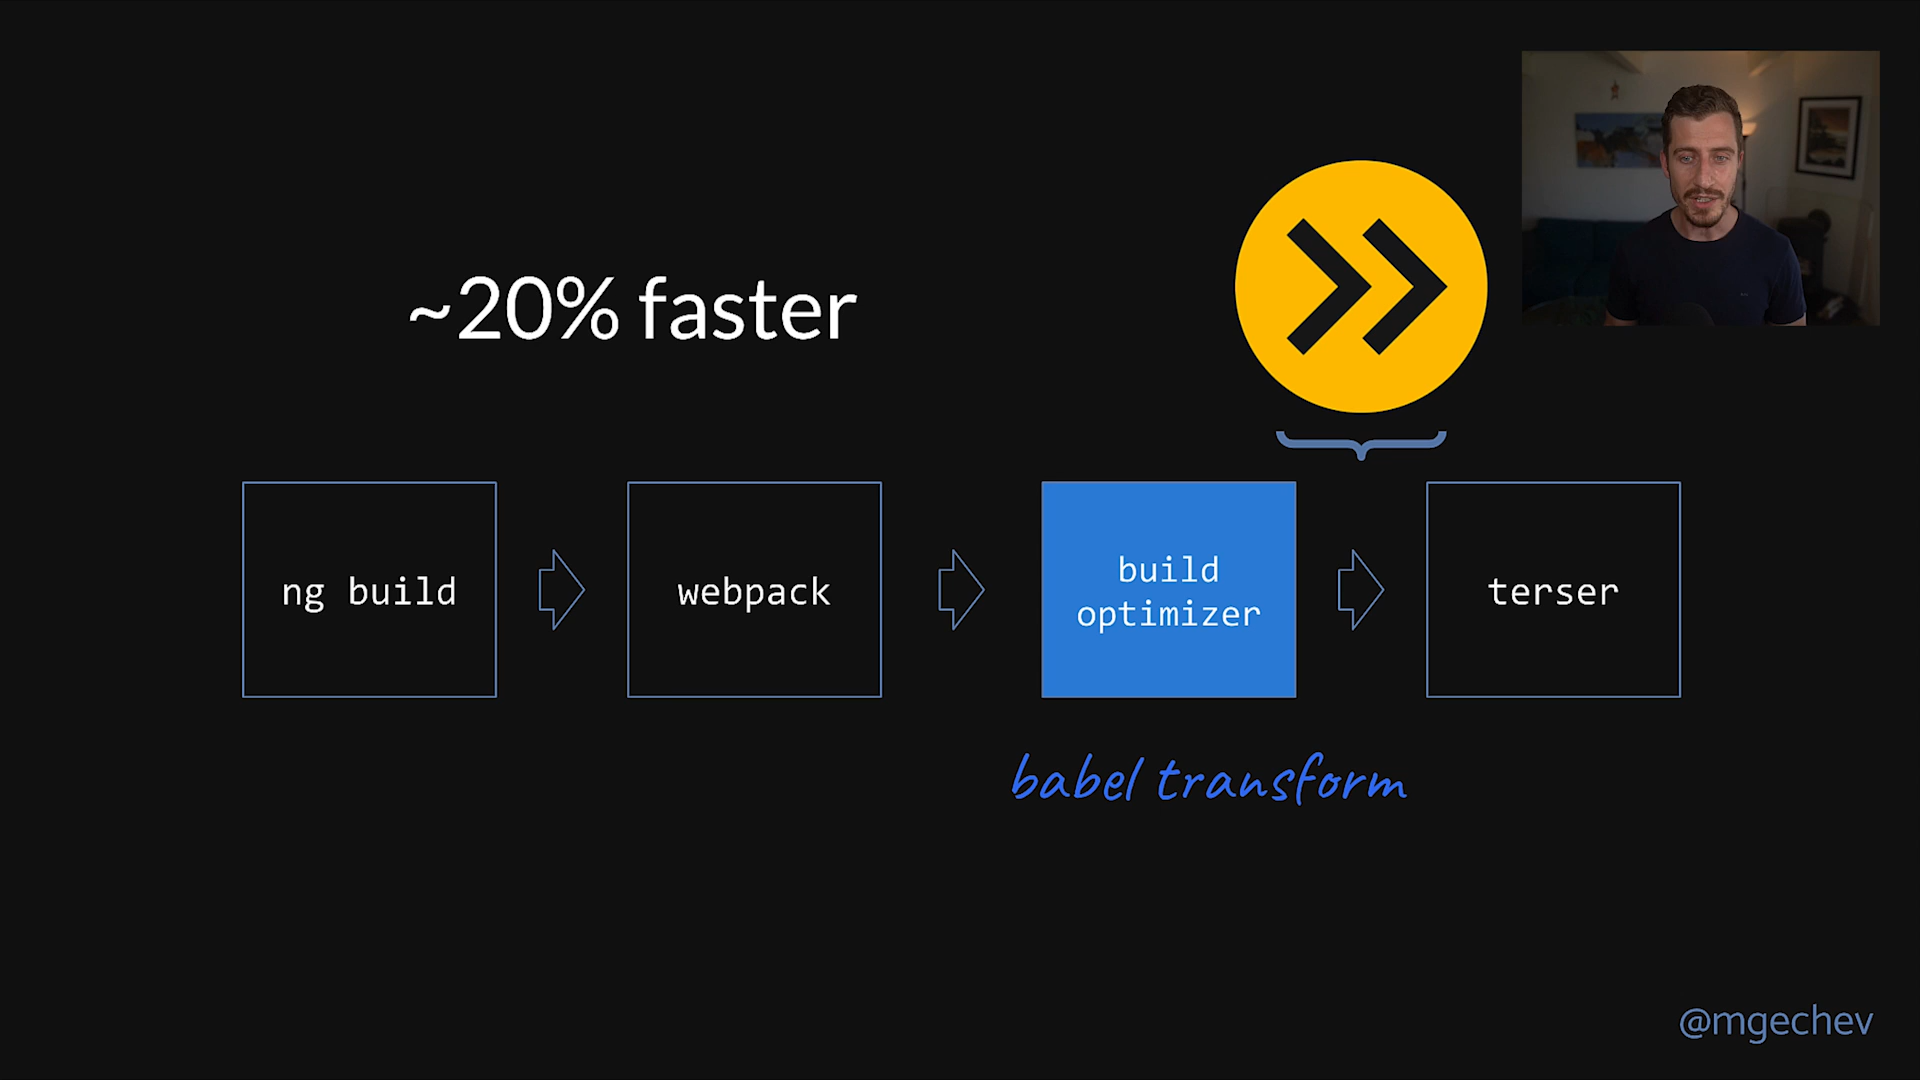 ~20% faster
ng build
webpack
build
optimizer
terser
babel transform
@mgechev